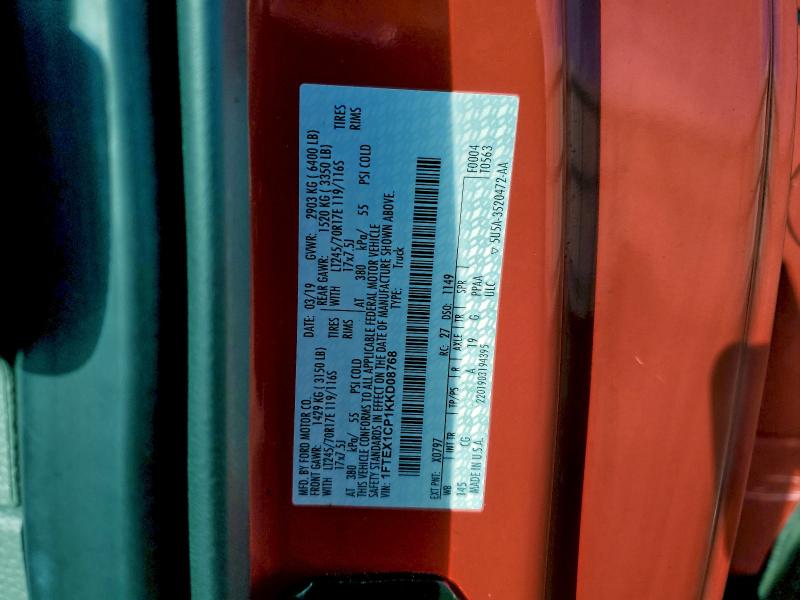 MFD. BY FORD MOTOR CO. DATE: 03/19 GVWR: 2903 KG ( 6400 LB)
FRONT GAWR: 1429 KG ( 3150 LB) REAR GAWR: 1520 KG ( 3350 LB)
WITH LT245/70R17E 119/116S TIRES WITH LT245/70R17E 119/116S TIRES
17x7.5J RIMS 17x7.5J RIMS
AT 380 kPa/ 55 PSI COLD AT 380 kPa/ 55 PSI COLD
THIS VEHICLE CONFORMS TO ALL APPLICABLE FEDERAL MOTOR VEHICLE
SAFETY STANDARDS IN EFFECT ON THE DATE OF MANUFACTURE SHOWN ABOVE.
VIN: 1FTEX1CP1KKD08768 TYPE: Truck
F0004
T0563
EXT PNT: X0797 RC: 27 DSO: 1149
WB INT TR TP/PS R AXLE TR SPR
145 CG A 19 G PPAA
MADE IN U.S.A. 2201903194395 ULC
▽ 5U5A-3520472-AA